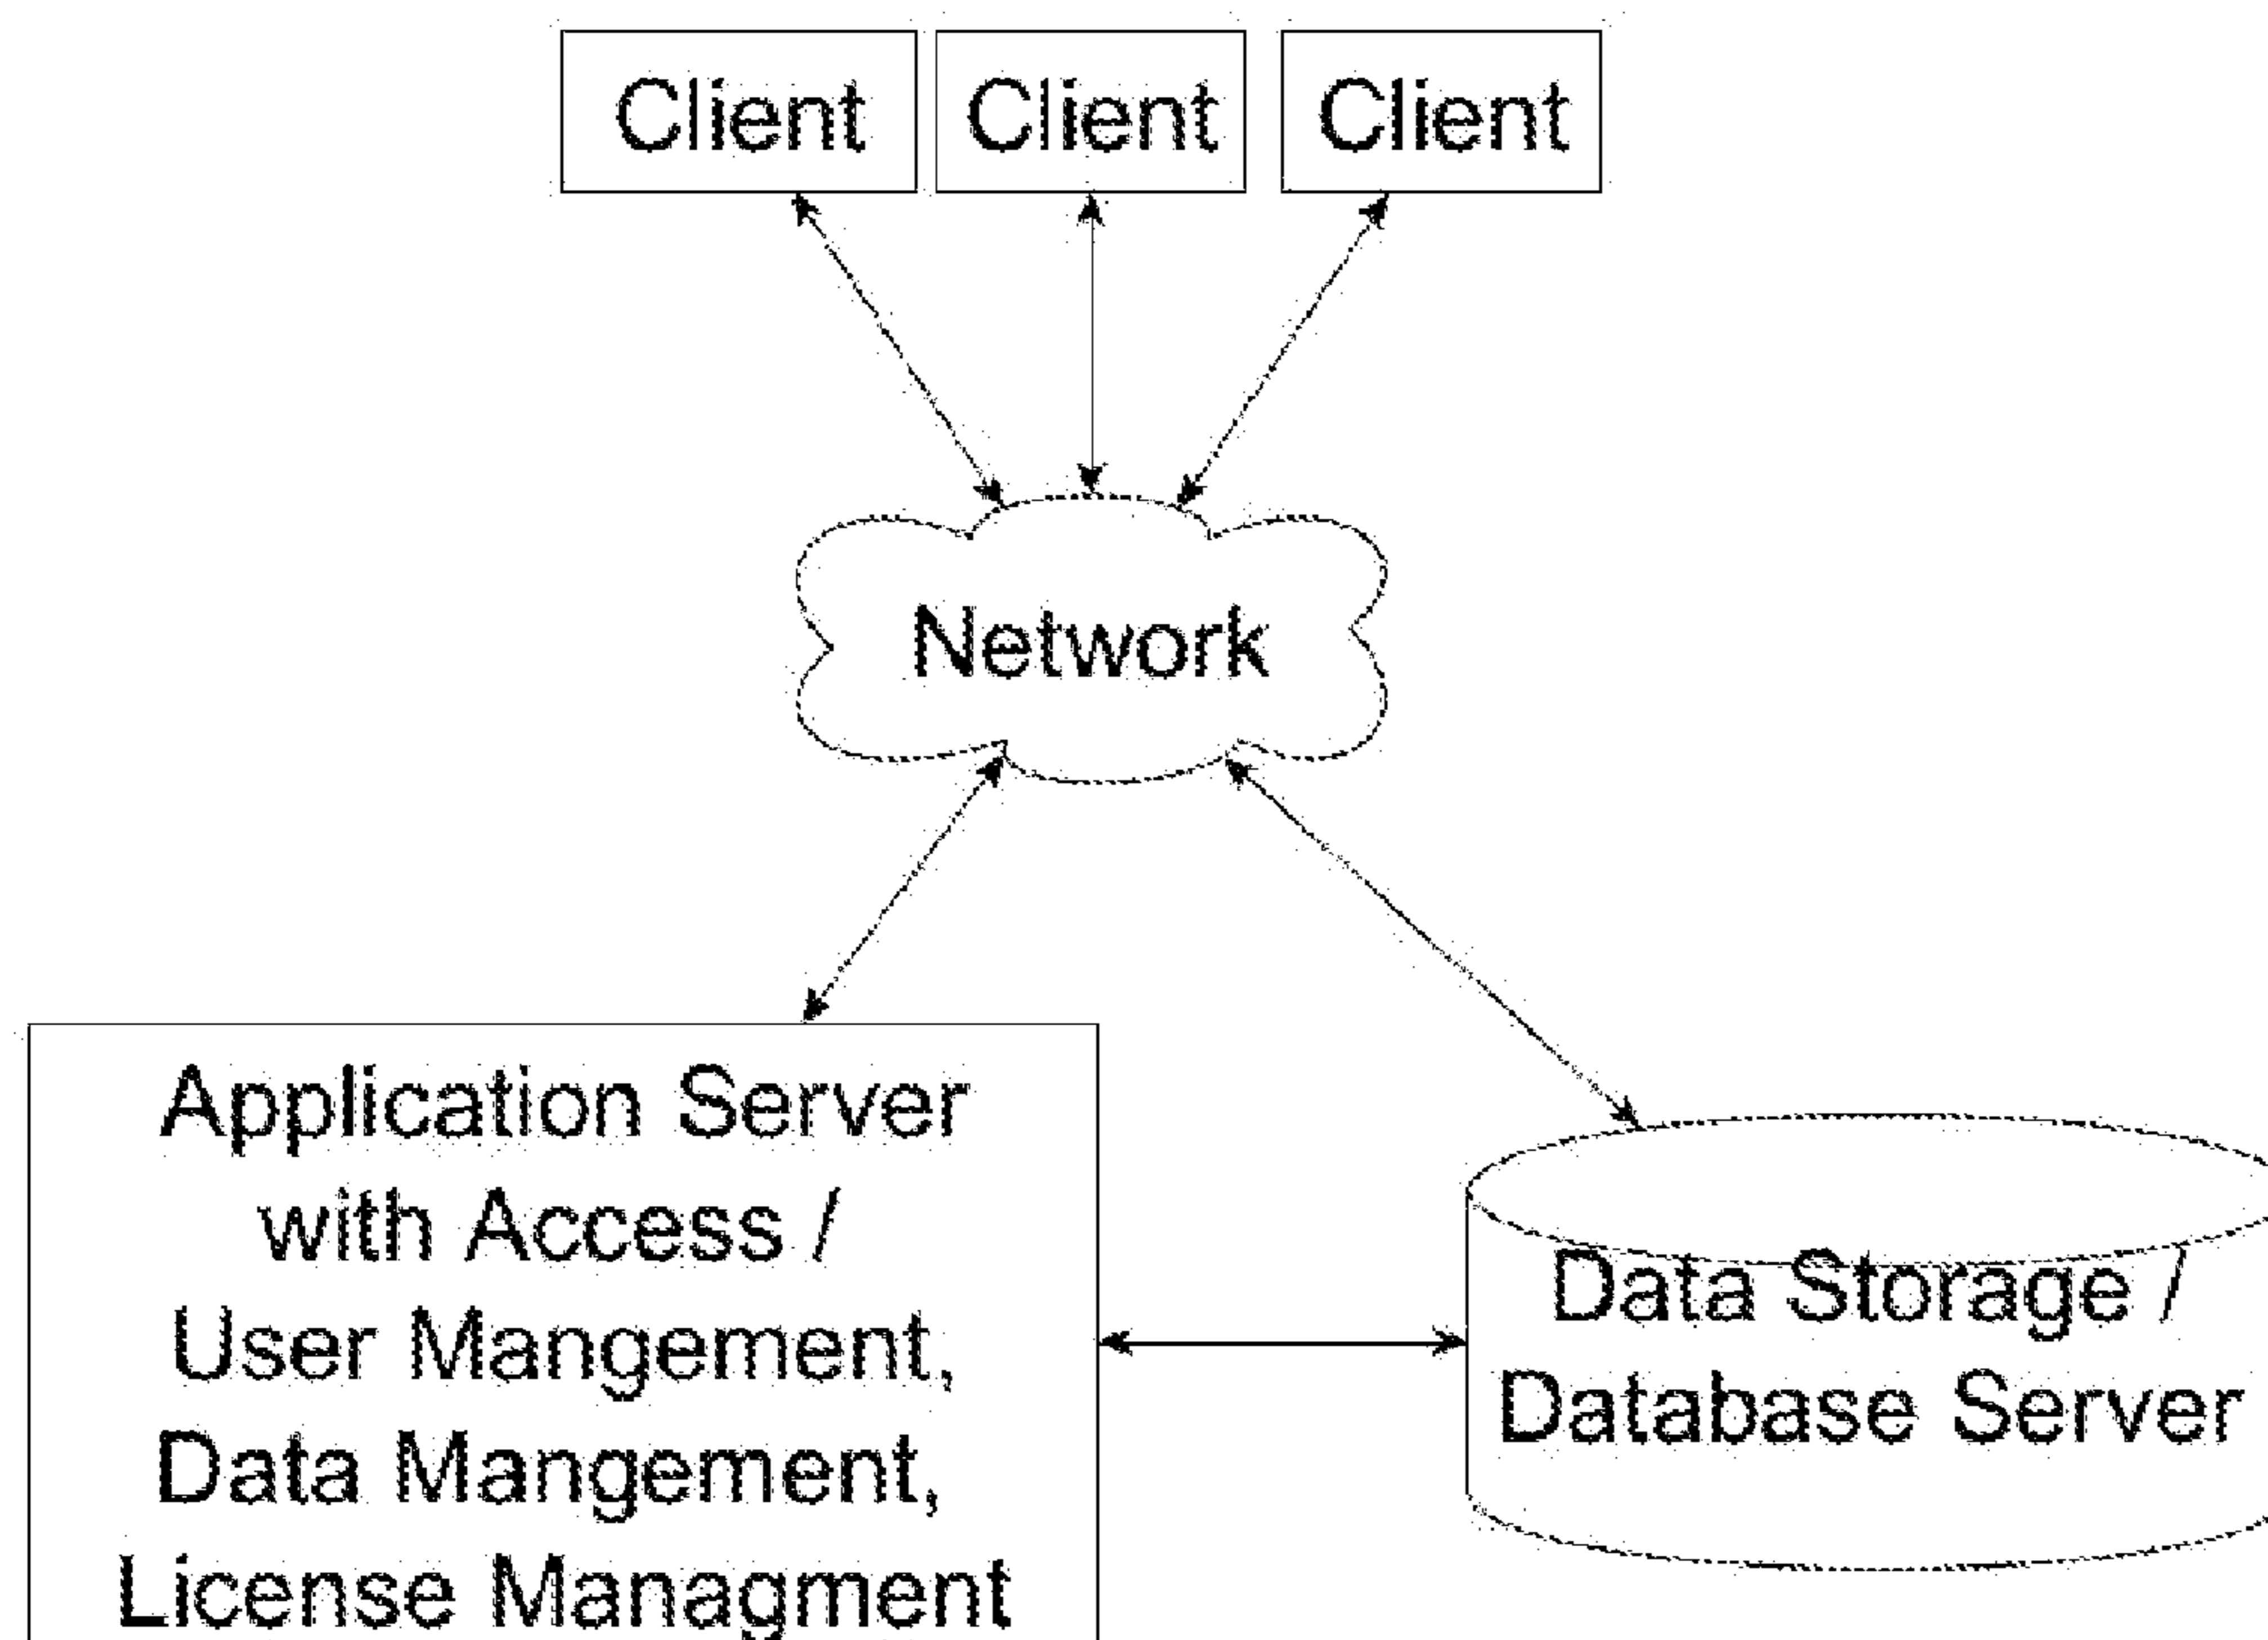 Client Client Client
Network
Application Server
with Access /
User Mangement,
Data Mangement,
License Managment
Data Storage /
Database Server